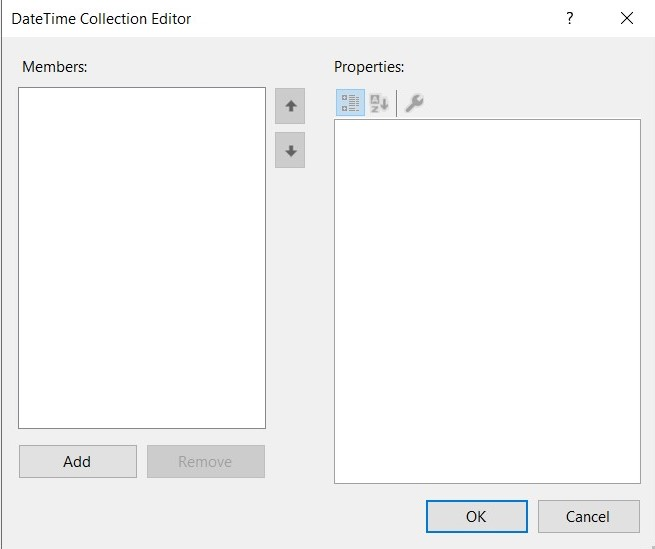 DateTime Collection Editor
?
Members:
Properties:
A
Z
Add
Remove
OK
Cancel